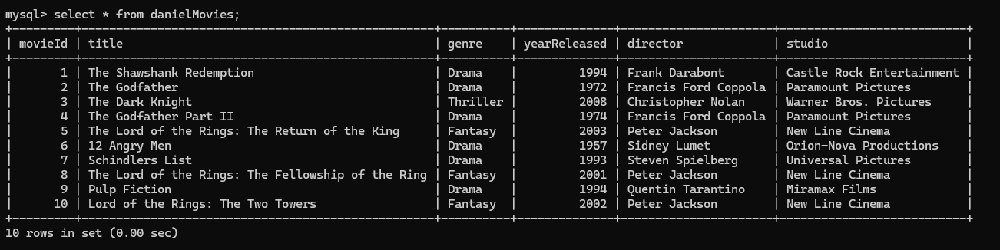 mysql> select * from danielMovies;
+---------+--------------------------------------------------+----------+--------------+----------------------+--------------------------+
| movieId | title                                            | genre    | yearReleased | director             | studio                   |
+---------+--------------------------------------------------+----------+--------------+----------------------+--------------------------+
|       1 | The Shawshank Redemption                         | Drama    |         1994 | Frank Darabont       | Castle Rock Entertainment |
|       2 | The Godfather                                    | Drama    |         1972 | Francis Ford Coppola | Paramount Pictures       |
|       3 | The Dark Knight                                  | Thriller |         2008 | Christopher Nolan    | Warner Bros. Pictures    |
|       4 | The Godfather Part II                            | Drama    |         1974 | Francis Ford Coppola | Paramount Pictures       |
|       5 | The Lord of the Rings: The Return of the King    | Fantasy  |         2003 | Peter Jackson        | New Line Cinema          |
|       6 | 12 Angry Men                                     | Drama    |         1957 | Sidney Lumet         | Orion-Nova Productions   |
|       7 | Schindlers List                                  | Drama    |         1993 | Steven Spielberg     | Universal Pictures       |
|       8 | The Lord of the Rings: The Fellowship of the Ring | Fantasy  |         2001 | Peter Jackson        | New Line Cinema          |
|       9 | Pulp Fiction                                     | Drama    |         1994 | Quentin Tarantino    | Miramax Films            |
|      10 | Lord of the Rings: The Two Towers                | Fantasy  |         2002 | Peter Jackson        | New Line Cinema          |
+---------+--------------------------------------------------+----------+--------------+----------------------+--------------------------+
10 rows in set (0.00 sec)